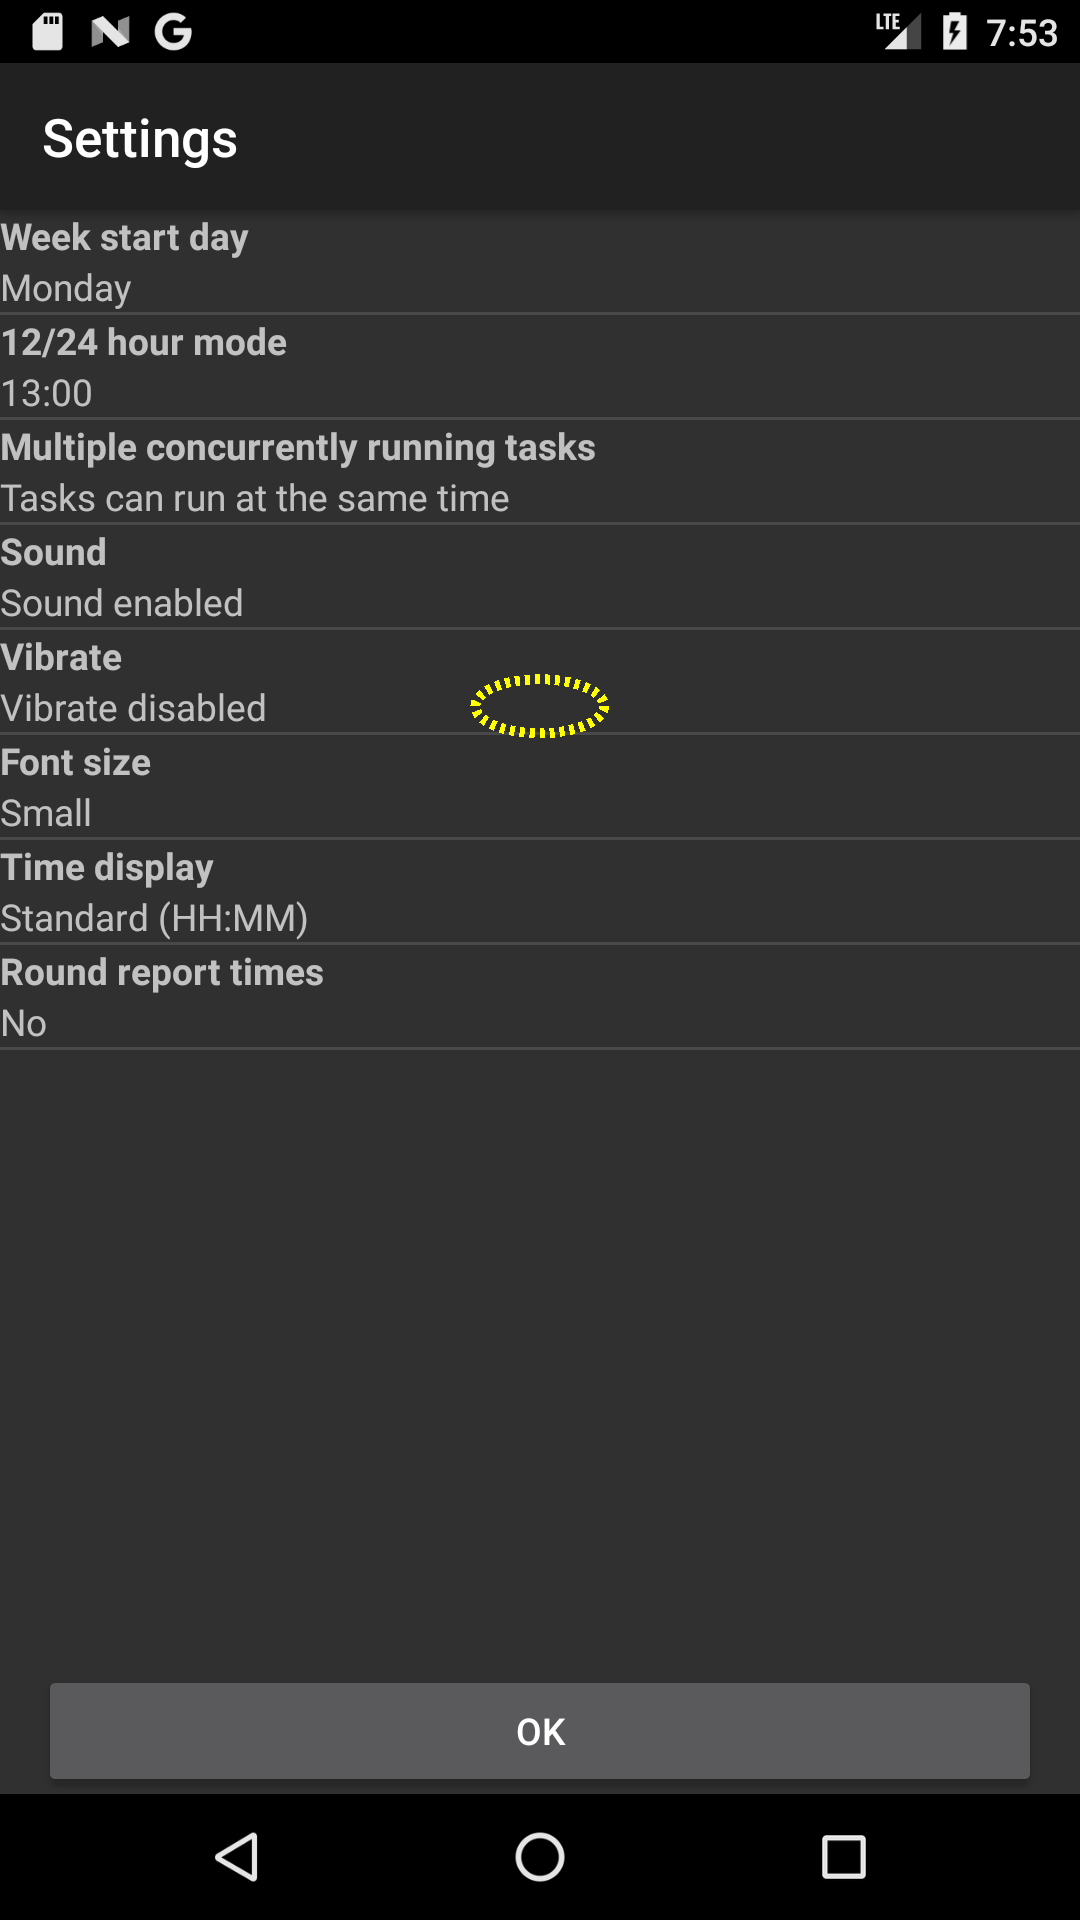 LTE 7:53
Settings
Week start day
Monday
12/24 hour mode
13:00
Multiple concurrently running tasks
Tasks can run at the same time
Sound
Sound enabled
Vibrate
Vibrate disabled
Font size
Small
Time display
Standard (HH:MM)
Round report times
No
OK